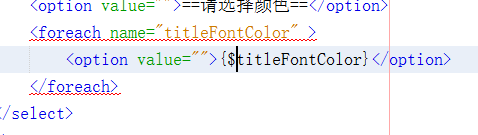 <option value="">==请选择颜色==</option>
<foreach name="titleFontColor" >
<option value="">{$titleFontColor}</option>
</foreach>
/select>